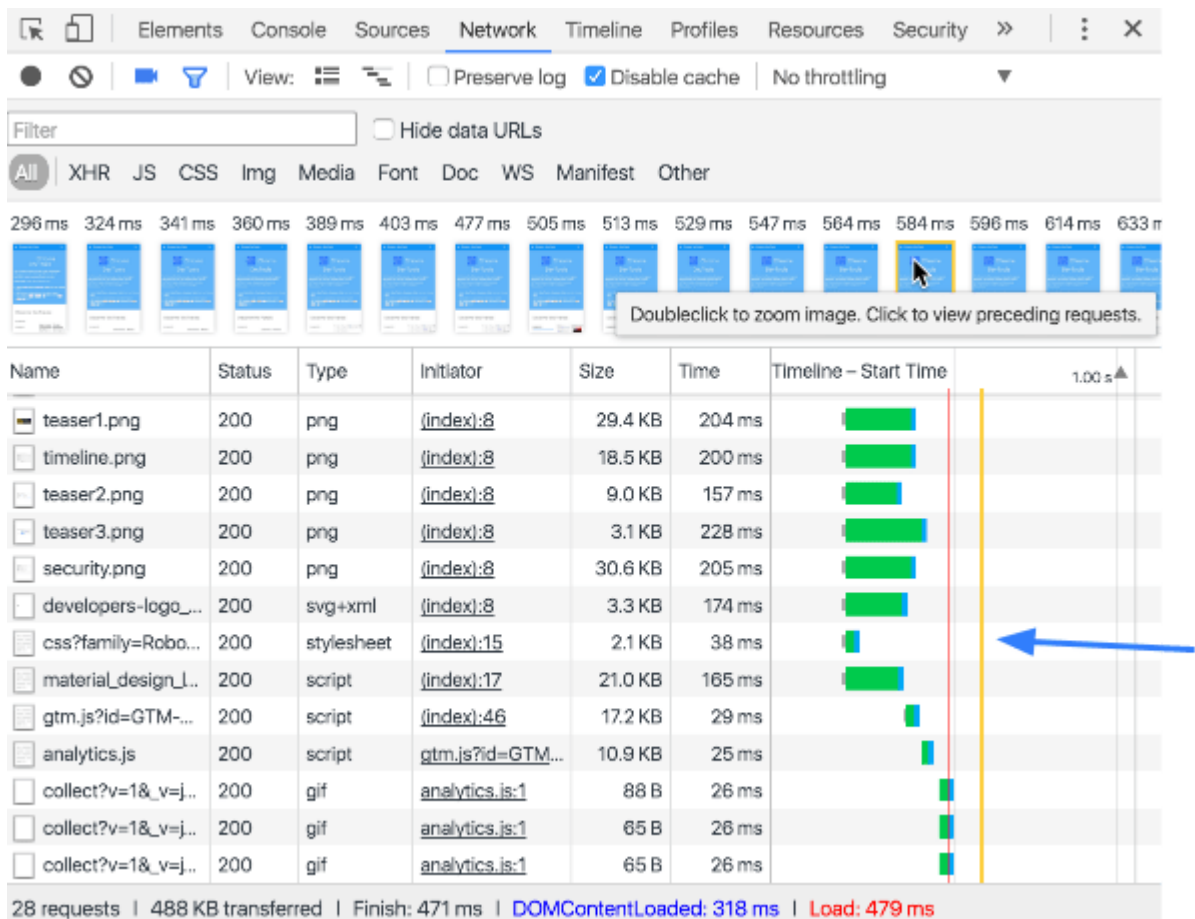 Elements Console Sources Network Timeline Profiles Resources Security »
View: Preserve log Disable cache No throttling
Filter Hide data URLs
All XHR JS CSS Img Media Font Doc WS Manifest Other
296 ms 324 ms 341 ms 360 ms 389 ms 403 ms 477 ms 505 ms 513 ms 529 ms 547 ms 564 ms 584 ms 596 ms 614 ms 633 m
Doubleclick to zoom image. Click to view preceding requests.
Name Status Type Initiator Size Time Timeline – Start Time 1.00 s
teaser1.png 200 png (index):8 29.4 KB 204 ms
timeline.png 200 png (index):8 18.5 KB 200 ms
teaser2.png 200 png (index):8 9.0 KB 157 ms
teaser3.png 200 png (index):8 3.1 KB 228 ms
security.png 200 png (index):8 30.6 KB 205 ms
developers-logo_... 200 svg+xml (index):8 3.3 KB 174 ms
css?family=Robo... 200 stylesheet (index):15 2.1 KB 38 ms
material_design_l... 200 script (index):17 21.0 KB 165 ms
gtm.js?id=GTM-... 200 script (index):46 17.2 KB 29 ms
analytics.js 200 script gtm.js?id=GTM... 10.9 KB 25 ms
collect?v=1&_v=j... 200 gif analytics.js:1 88 B 26 ms
collect?v=1&_v=j... 200 gif analytics.js:1 65 B 26 ms
collect?v=1&_v=j... 200 gif analytics.js:1 65 B 26 ms
28 requests | 488 KB transferred | Finish: 471 ms | DOMContentLoaded: 318 ms | Load: 479 ms